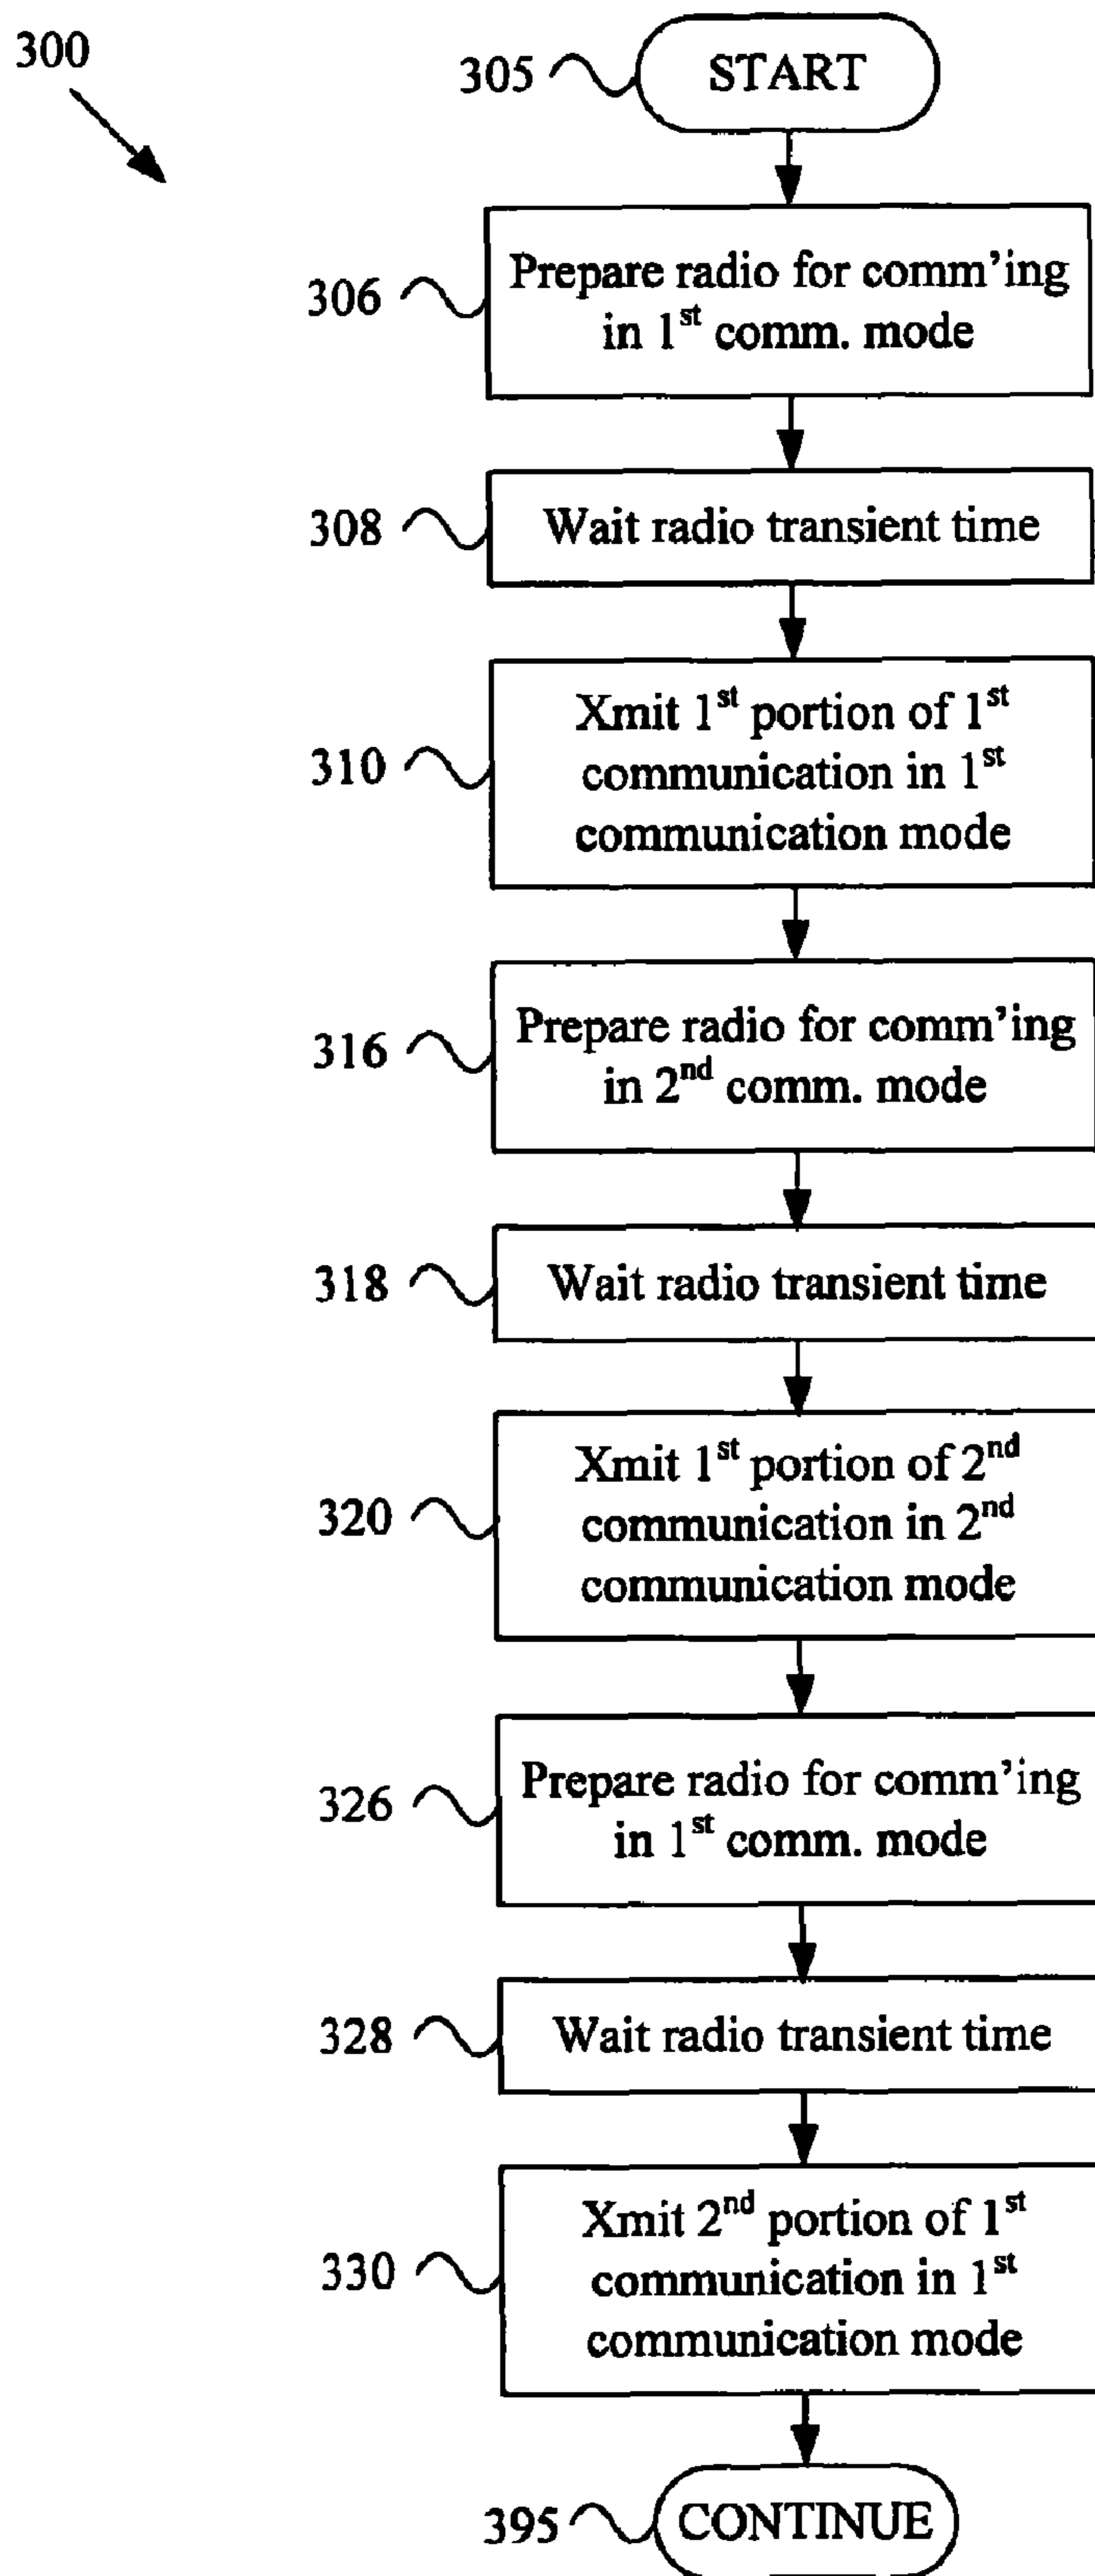 300
305
START
306
Prepare radio for comm'ing
in 1st comm. mode
308
Wait radio transient time
310
Xmit 1st portion of 1st
communication in 1st
communication mode
316
Prepare radio for comm'ing
in 2nd comm. mode
318
Wait radio transient time
320
Xmit 1st portion of 2nd
communication in 2nd
communication mode
326
Prepare radio for comm'ing
in 1st comm. mode
328
Wait radio transient time
330
Xmit 2nd portion of 1st
communication in 1st
communication mode
395
CONTINUE